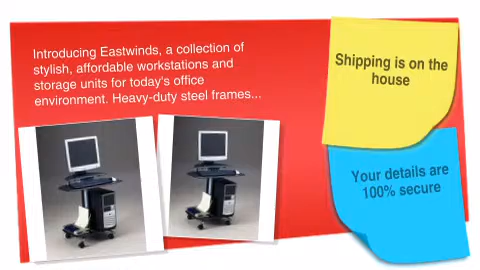 Introducing Eastwinds, a collection of
stylish, affordable workstations and
storage units for today's office
environment. Heavy-duty steel frames...
Shipping is on the
house
Your details are
100% secure